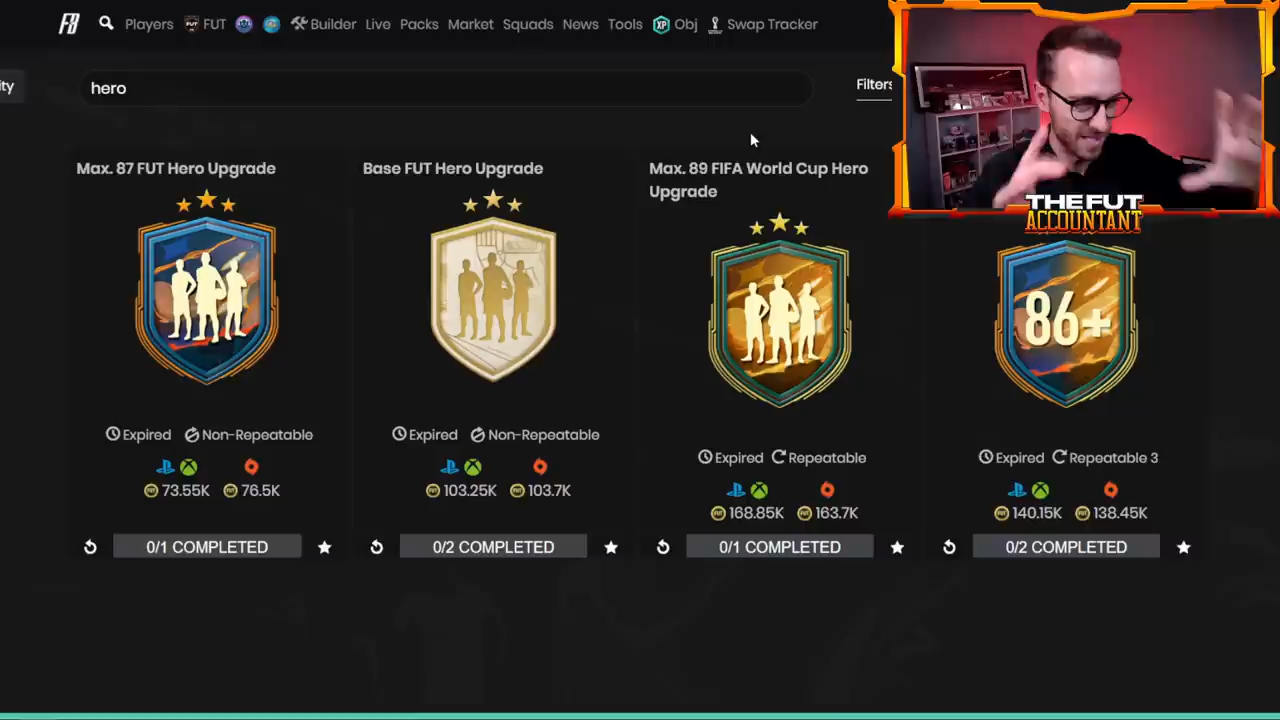 FB Players FUT Builder Live Packs Market Squads News Tools XP Obj Swap Tracker
ty
hero
Filters
THE FUT
ACCOUNTANT
Max. 87 FUT Hero Upgrade
Expired Non-Repeatable
73.55K 76.5K
0/1 COMPLETED
Base FUT Hero Upgrade
Expired Non-Repeatable
103.25K 103.7K
0/2 COMPLETED
Max. 89 FIFA World Cup Hero
Upgrade
Expired Repeatable
168.85K 163.7K
0/1 COMPLETED
86+
Expired Repeatable 3
140.15K 138.45K
0/2 COMPLETED